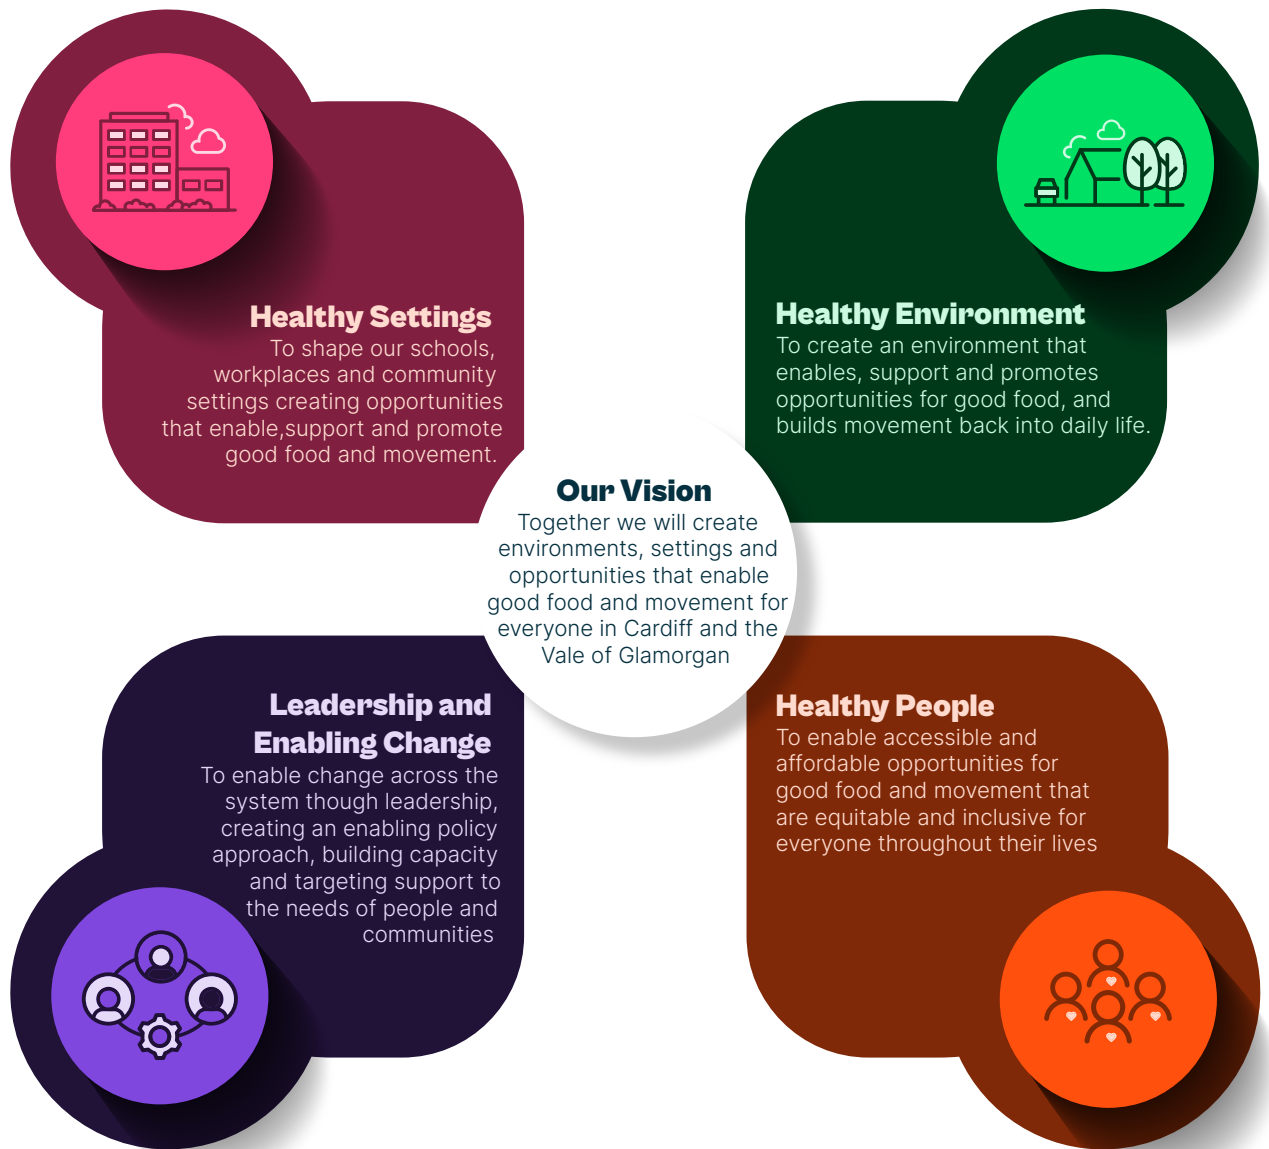 Healthy Settings
To shape our schools,
workplaces and community
settings creating opportunities
that enable,support and promote
good food and movement.
Healthy Environment
To create an environment that
enables, support and promotes
opportunities for good food, and
builds movement back into daily life.
Our Vision
Together we will create
environments, settings and
opportunities that enable
good food and movement for
everyone in Cardiff and the
Vale of Glamorgan
Leadership and
Enabling Change
To enable change across the
system though leadership,
creating an enabling policy
approach, building capacity
and targeting support to
the needs of people and
communities
Healthy People
To enable accessible and
affordable opportunities for
good food and movement that
are equitable and inclusive for
everyone throughout their lives